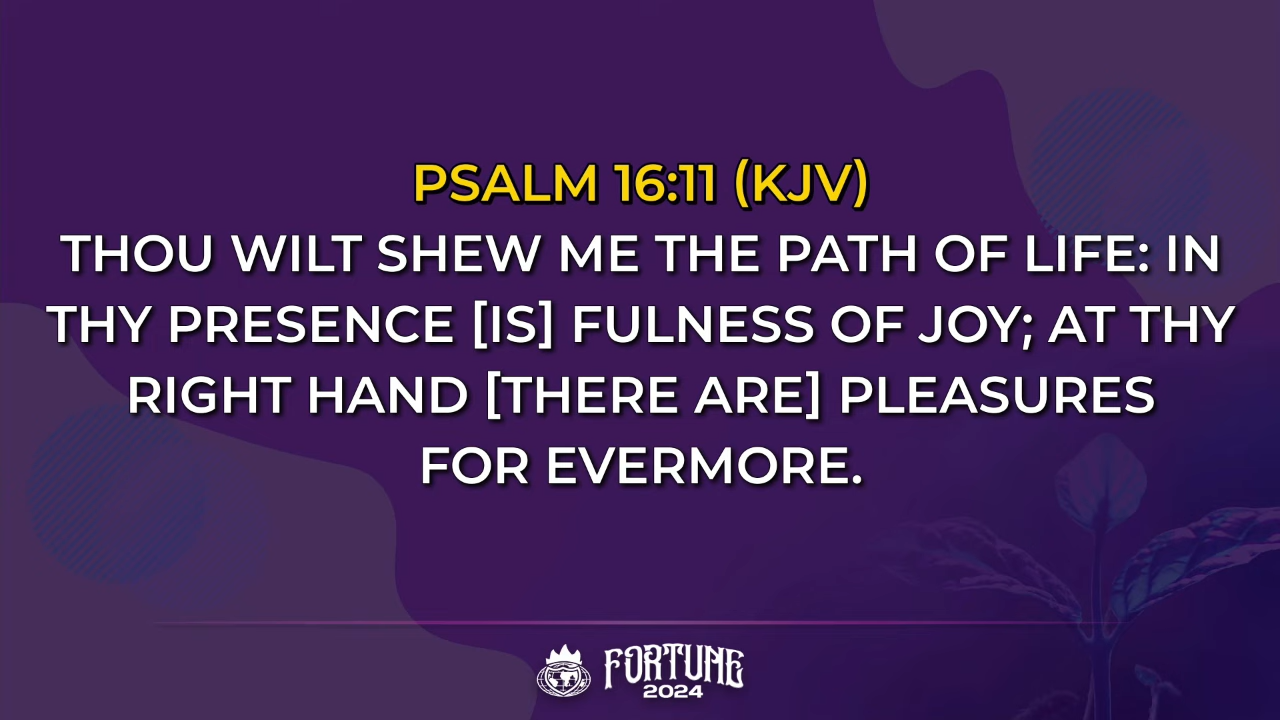 PSALM 16:11 (KJV)
THOU WILT SHEW ME THE PATH OF LIFE: IN
THY PRESENCE [IS] FULNESS OF JOY; AT THY
RIGHT HAND [THERE ARE] PLEASURES
FOR EVERMORE.
FORTUNE
2024